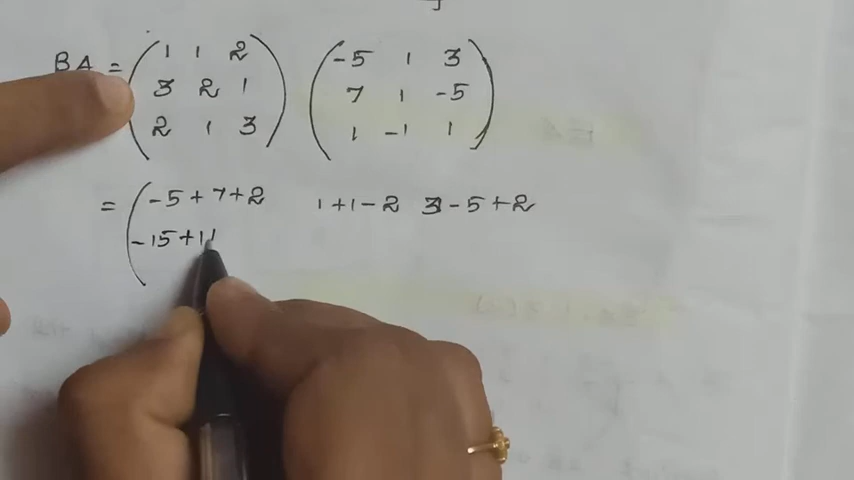 BA = ( 1 1 2 ) ( -5 1 3 )
( 3 2 1 ) ( 7 1 -5 )
( 2 1 3 ) ( 1 -1 1 )
= ( -5+7+2 1+1-2 3-5+2
-15+1